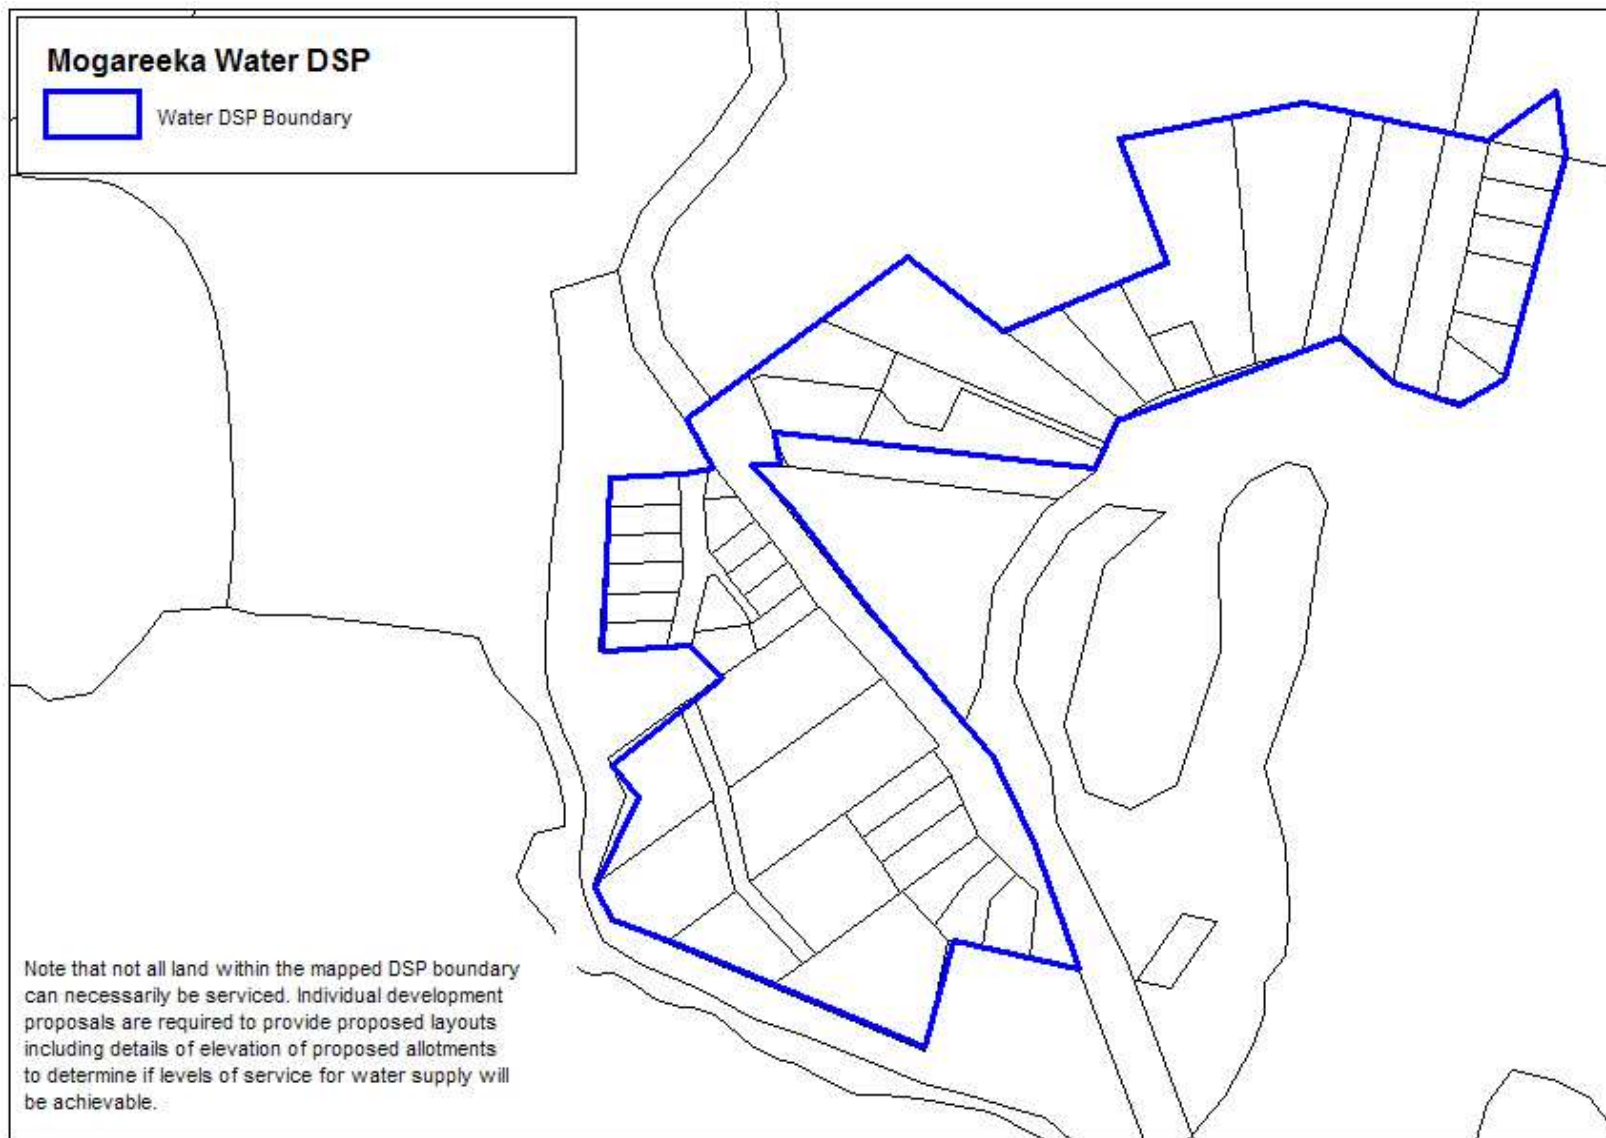 Mogareeka Water DSP
Water DSP Boundary
Note that not all land within the mapped DSP boundary
can necessarily be serviced. Individual development
proposals are required to provide proposed layouts
including details of elevation of proposed allotments
to determine if levels of service for water supply will
be achievable.